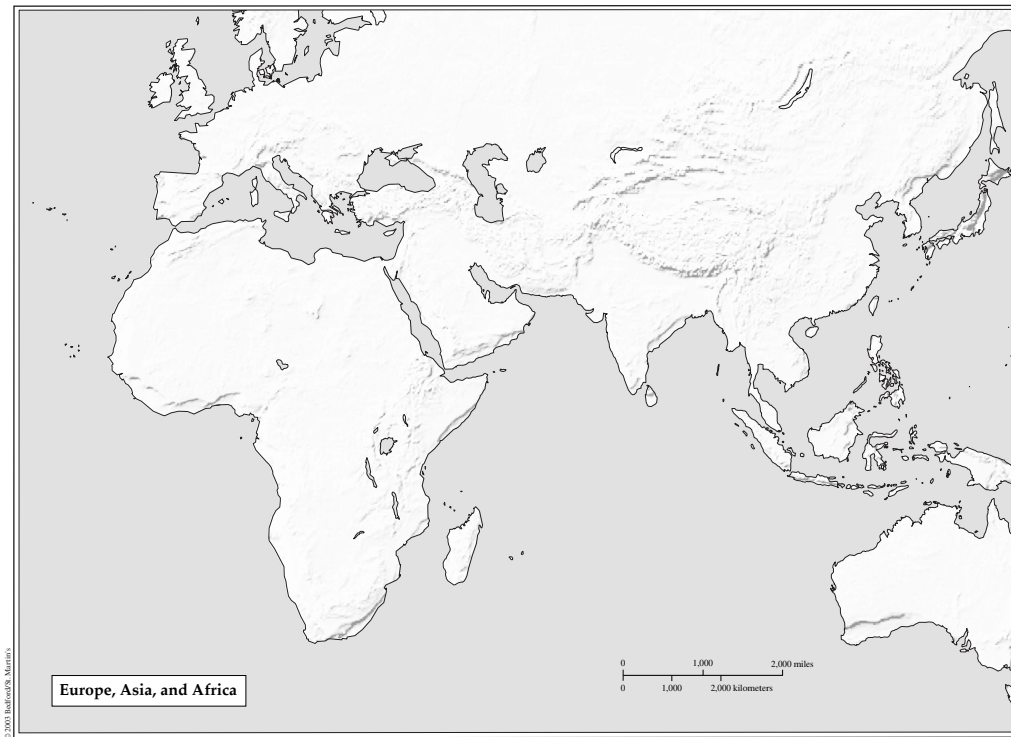 Europe, Asia, and Africa
0 1,000 2,000 miles
0 1,000 2,000 kilometers
© 2003 Bedford/St. Martin's